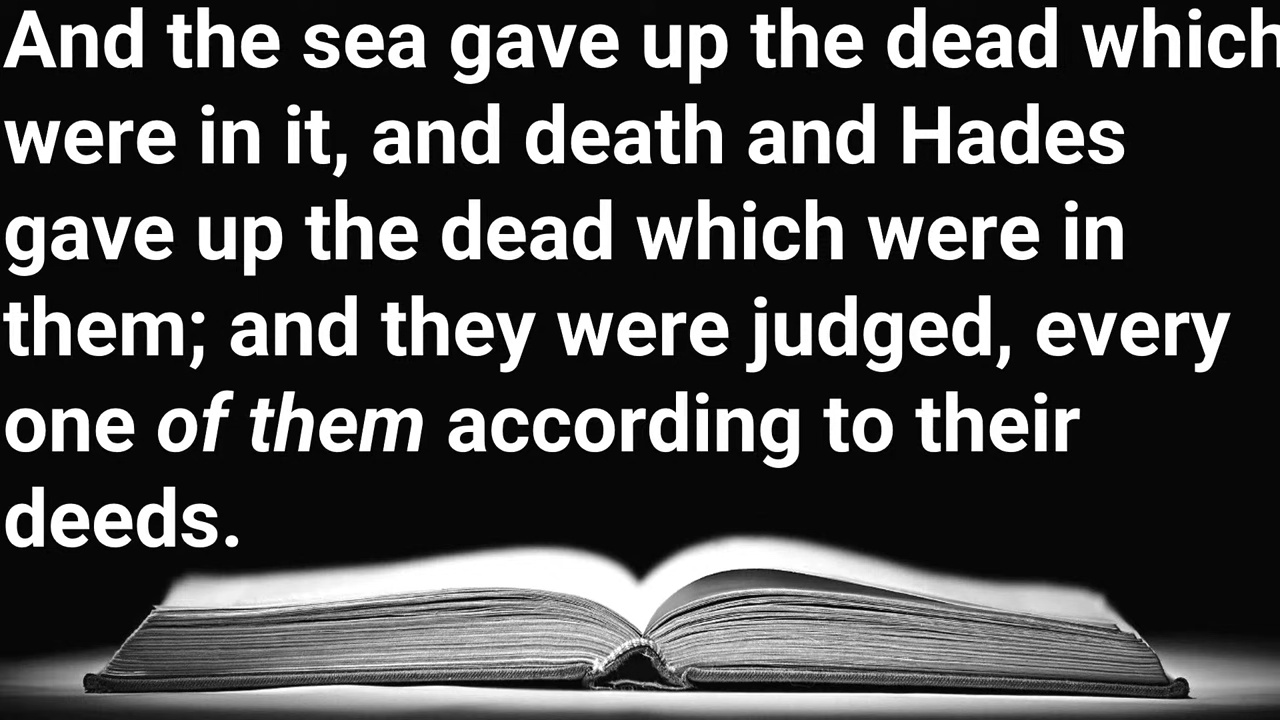 And the sea gave up the dead which
were in it, and death and Hades
gave up the dead which were in
them; and they were judged, every
one of them according to their
deeds.